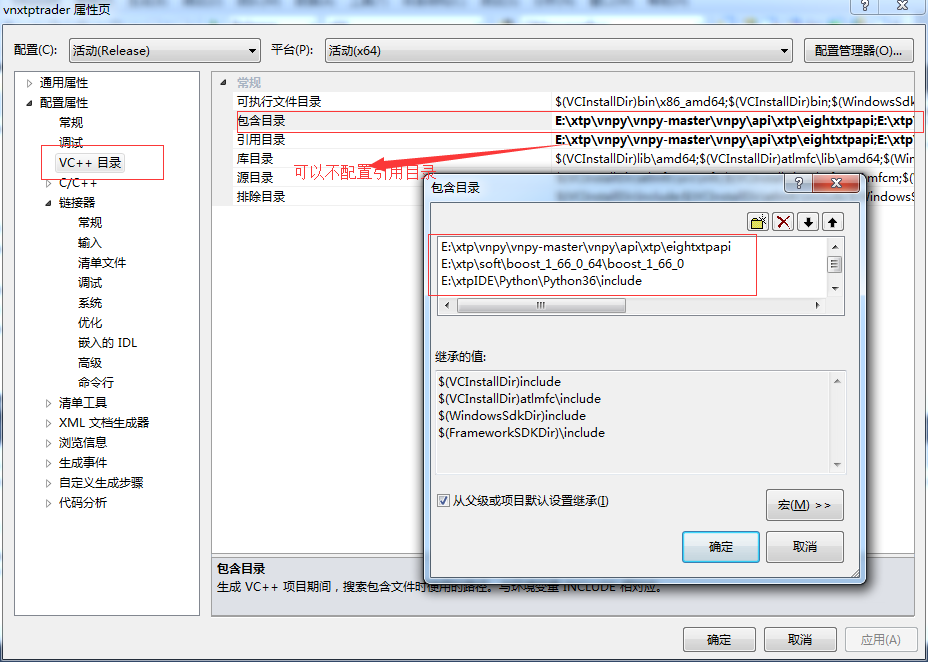 vnxtptrader 属性页
配置(C):
活动(Release)
平台(P):
活动(x64)
配置管理器(O)...
通用属性
配置属性
常规
调试
VC++ 目录
C/C++
链接器
常规
输入
清单文件
调试
系统
优化
嵌入的 IDL
高级
命令行
清单工具
XML 文档生成器
浏览信息
生成事件
自定义生成步骤
代码分析
常规
可执行文件目录 $(VCInstallDir)bin\x86_amd64;$(VCInstallDir)bin;$(WindowsSdk
包含目录 E:\xtp\vnpy\vnpy-master\vnpy\api\xtp\eightxtpapi;E:\xtp
引用目录 E:\xtp\vnpy\vnpy-master\vnpy\api\xtp\eightxtpapi;E:\xtp
库目录 $(VCInstallDir)lib\amd64;$(VCInstallDir)atlmfc\lib\amd64;$(Win
源目录
排除目录
可以不配置引用目录
包含目录
E:\xtp\vnpy\vnpy-master\vnpy\api\xtp\eightxtpapi
E:\xtp\soft\boost_1_66_0_64\boost_1_66_0
E:\xtpIDE\Python\Python36\include
继承的值:
$(VCInstallDir)include
$(VCInstallDir)atlmfc\include
$(WindowsSdkDir)include
$(FrameworkSDKDir)\include
从父级或项目默认设置继承(I)
宏(M) >>
确定
取消
包含目录
生成 VC++ 项目期间，搜索包含文件时使用的路径。与环境变量 INCLUDE 相对应。
确定
取消
应用(A)